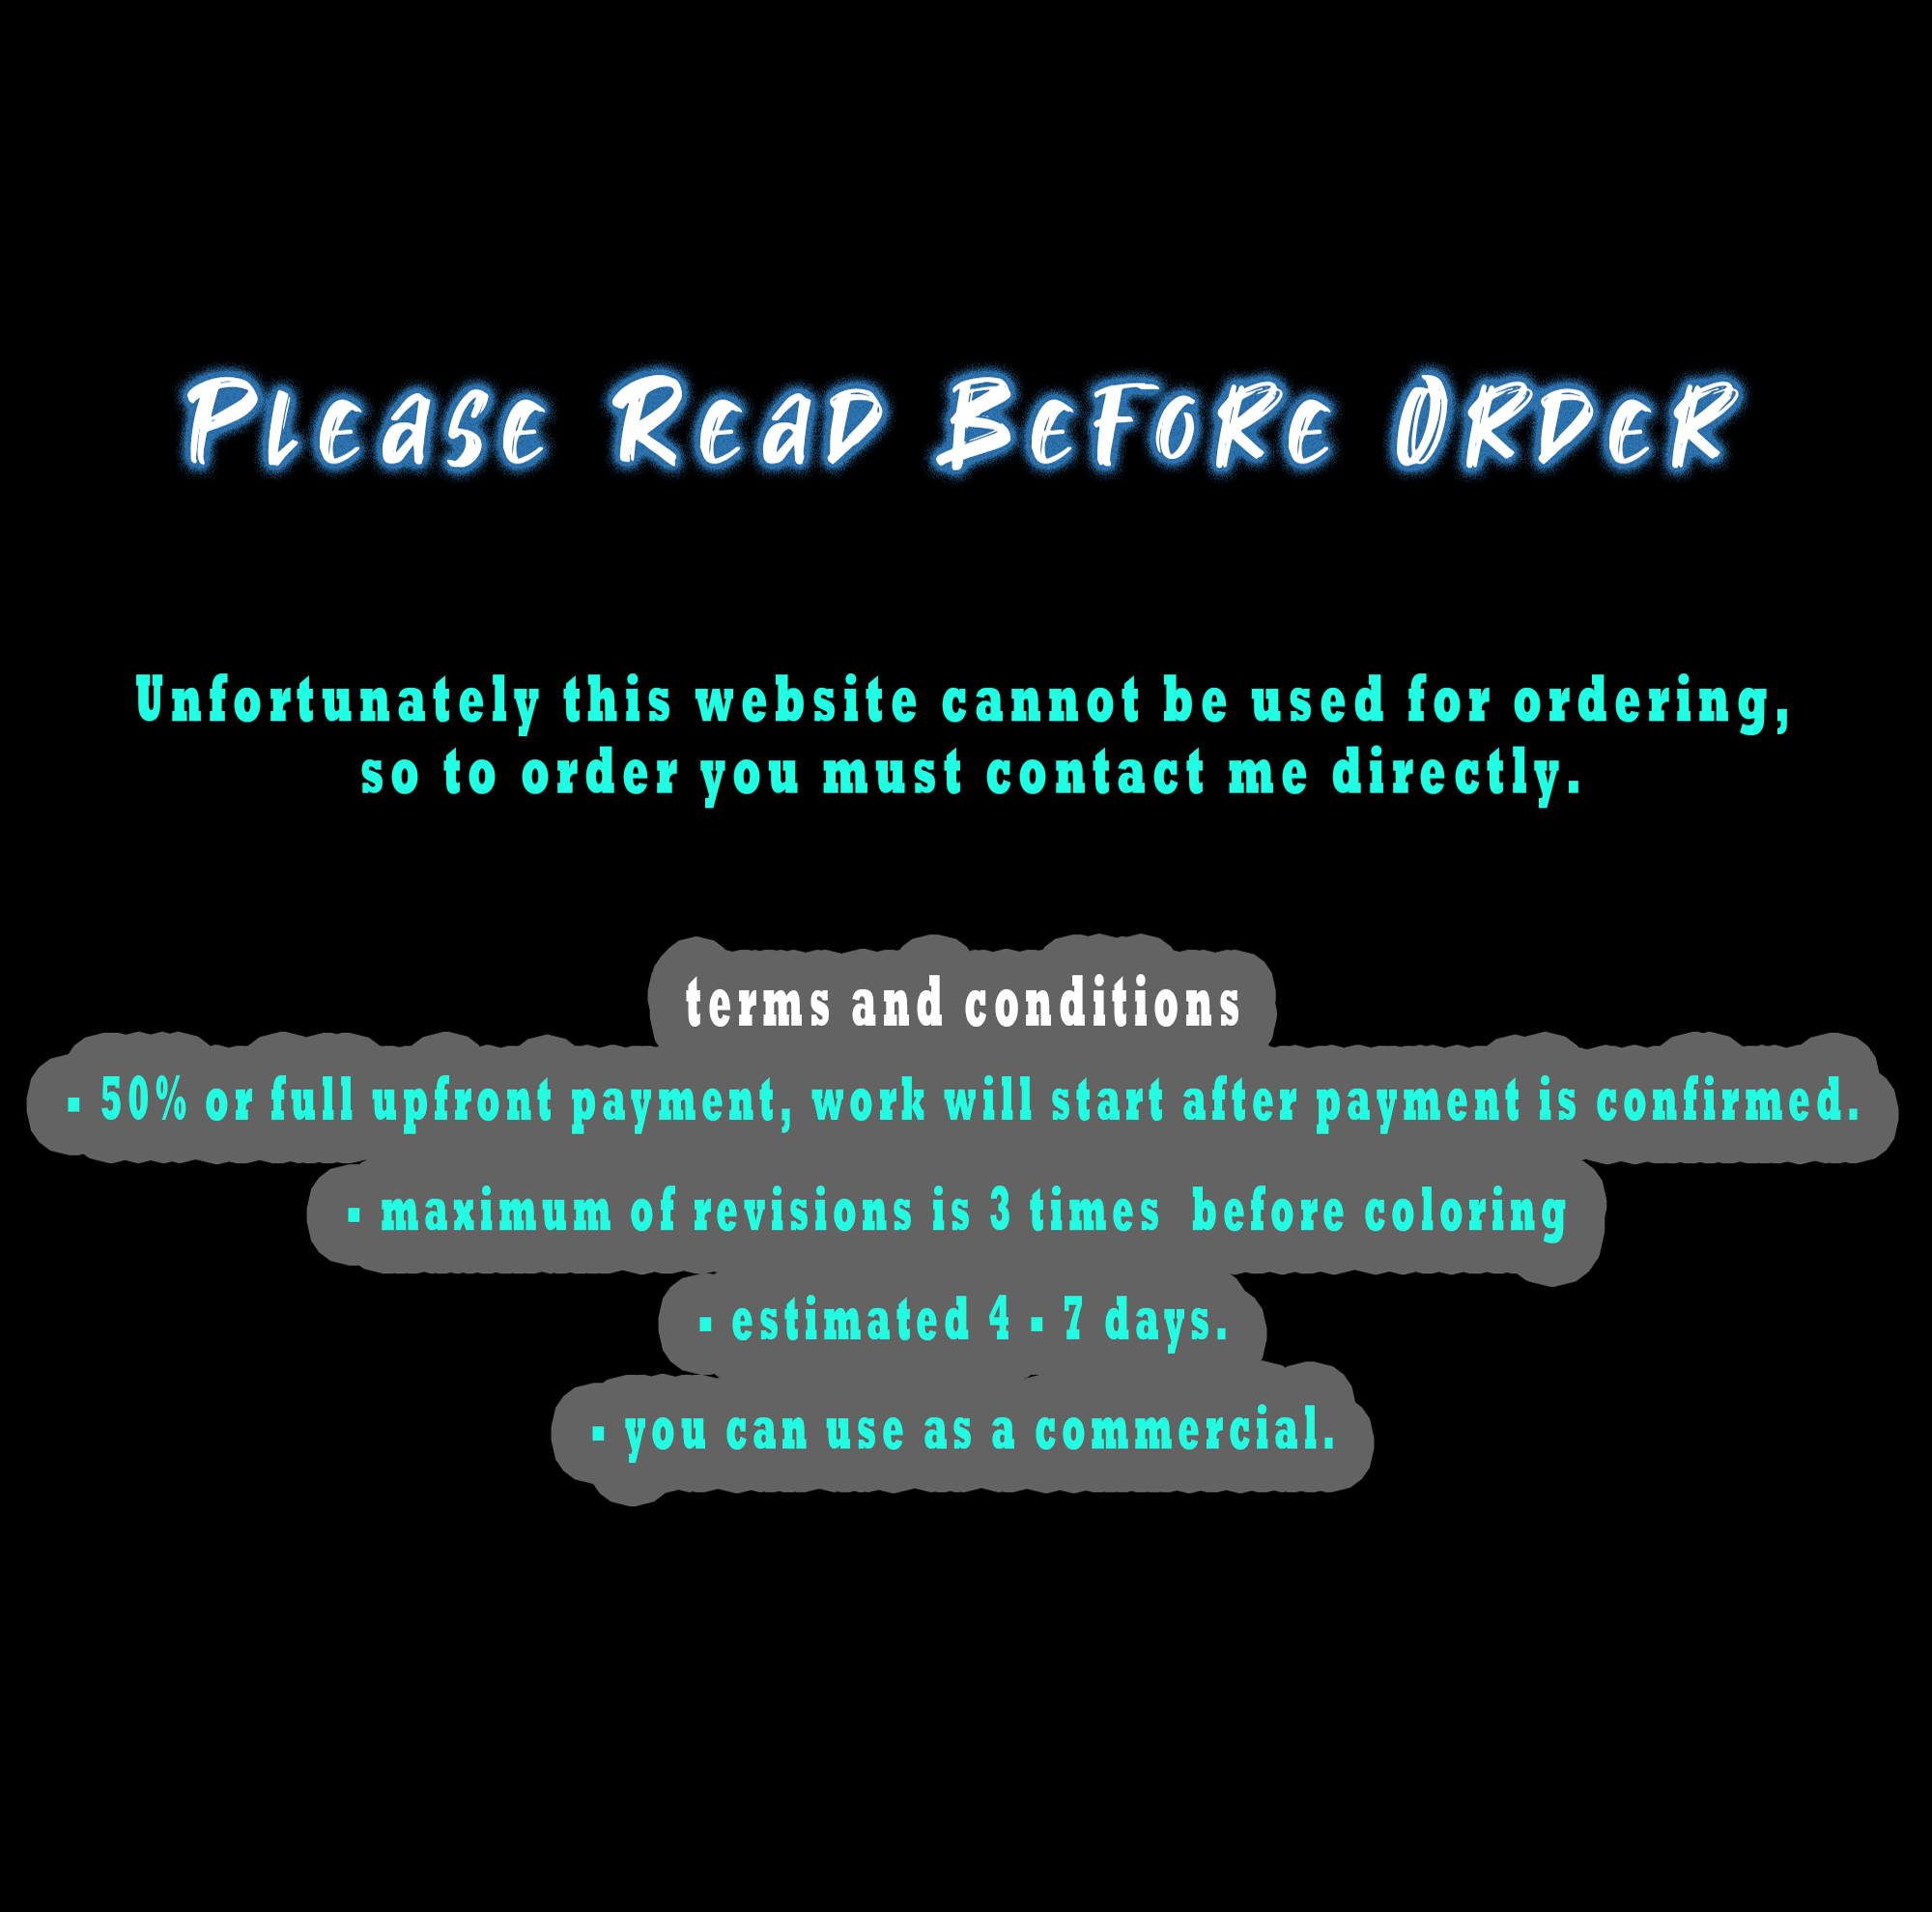 Please Read Before Order
Unfortunately this website cannot be used for ordering,
so to order you must contact me directly.
terms and conditions
- 50% or full upfront payment, work will start after payment is confirmed.
- maximum of revisions is 3 times before coloring
- estimated 4 - 7 days.
- you can use as a commercial.